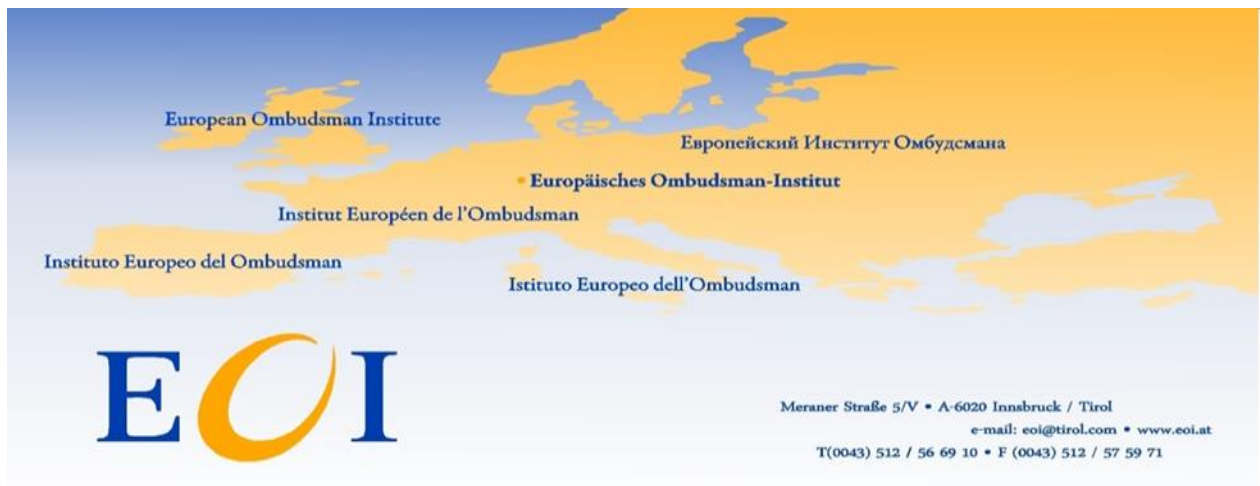 European Ombudsman Institute
Европейский Институт Омбудсмана
Europäisches Ombudsman-Institut
Institut Européen de l'Ombudsman
Instituto Europeo del Ombudsman
Istituto Europeo dell'Ombudsman
EOI
Meraner Straße 5/V • A-6020 Innsbruck / Tirol
e-mail: eoi@tirol.com • www.eoi.at
T(0043) 512 / 56 69 10 • F (0043) 512 / 57 59 71